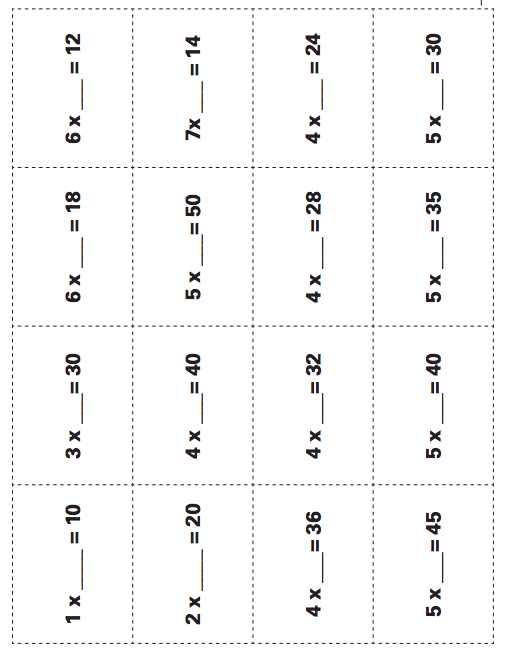 1 x ____ = 10
3 x ___= 30
6 x ___ = 18
6 x ___ = 12
2 x ____ = 20
4 x ___= 40
5 x ___= 50
7x ___ = 14
4 x ___= 36
4 x ___= 32
4 x ___ = 28
4 x ___ = 24
5 x ___= 45
5 x ___= 40
5 x ___ = 35
5 x ___ = 30